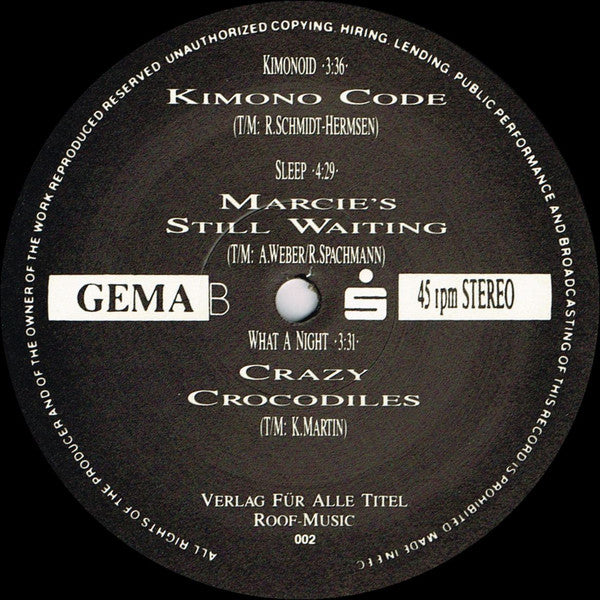 ALL RIGHTS OF THE PRODUCER AND OF THE OWNER OF THE WORK REPRODUCED RESERVED UNAUTHORIZED COPYING, HIRING, LENDING, PUBLIC PERFORMANCE AND BROADCASTING OF THIS RECORD IS PROHIBITED MADE IN EEC
KIMONOID ·3:36·
KIMONO CODE
(T/M: R.SCHMIDT-HERMSEN)
SLEEP ·4:29·
MARCIE'S
STILL WAITING
(T/M: A.WEBER/R.SPACHMANN)
GEMA B
45 rpm STEREO
WHAT A NIGHT ·3:31·
CRAZY
CROCODILES
(T/M: K.MARTIN)
VERLAG FÜR ALLE TITEL
ROOF-MUSIC
002